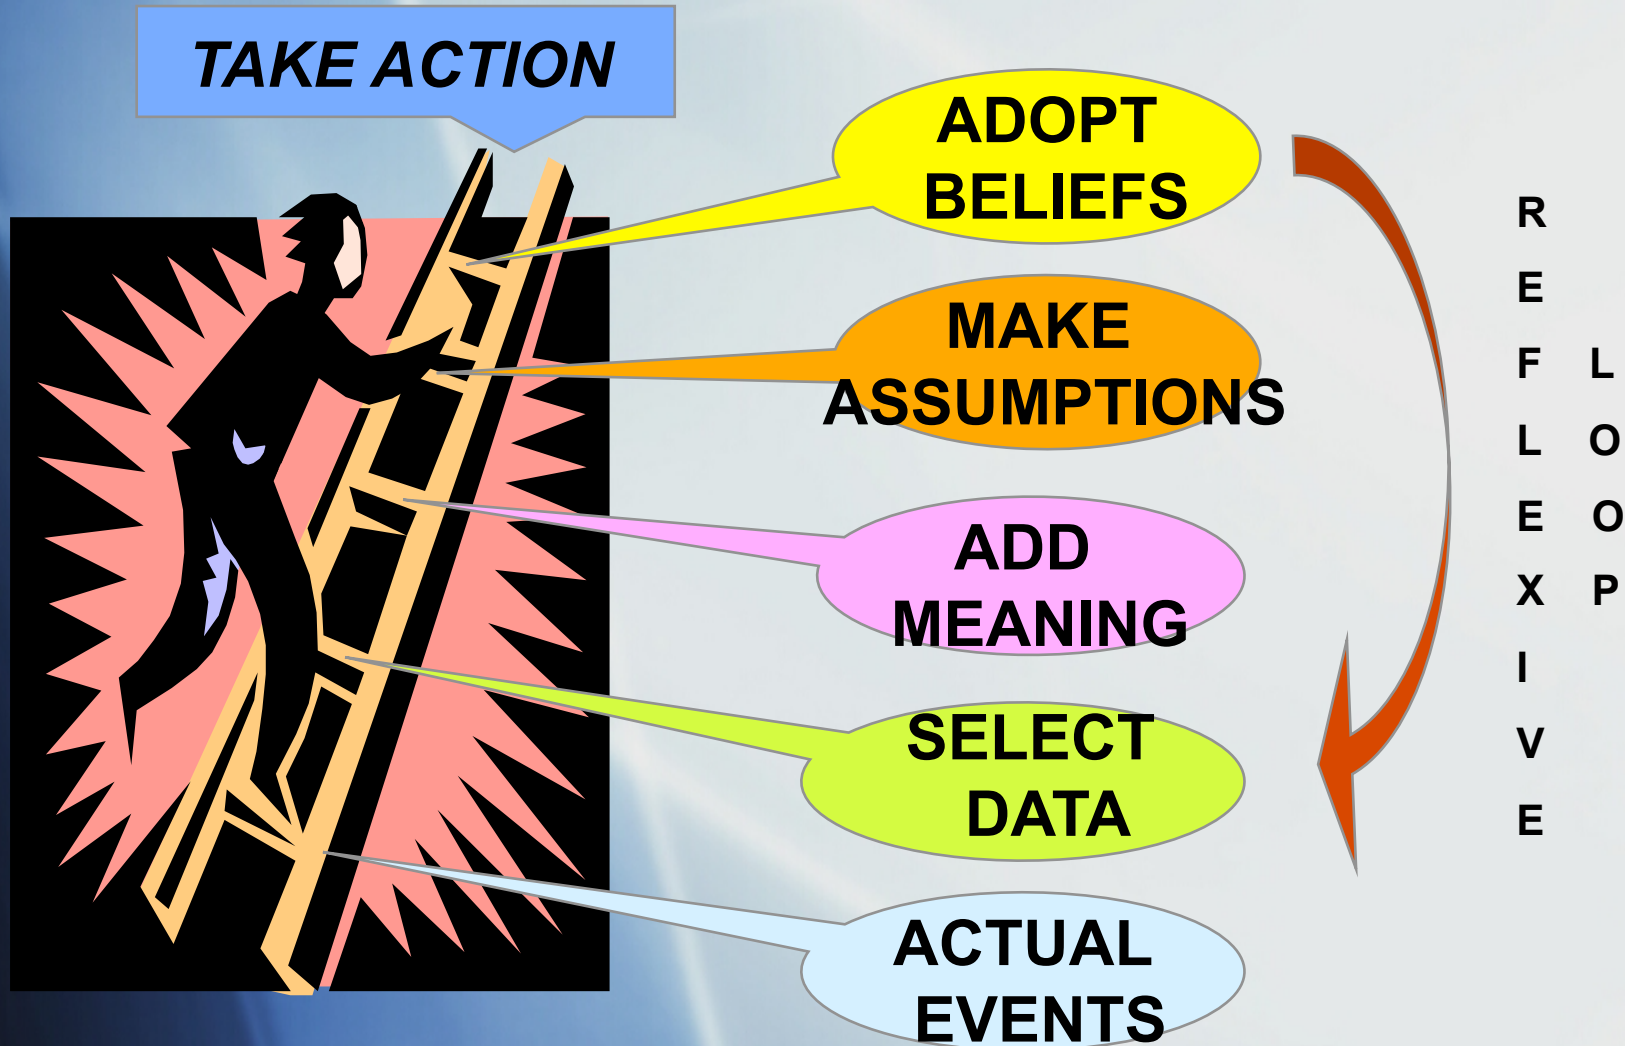 TAKE ACTION
ADOPT
BELIEFS
MAKE
ASSUMPTIONS
ADD
MEANING
SELECT
DATA
ACTUAL
EVENTS
REFLEXIVE
LOOP